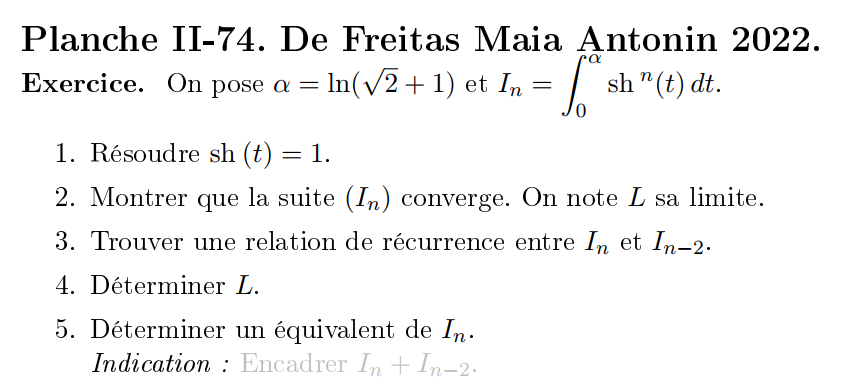 Planche II-74. De Freitas Maia Antonin 2022.
Exercice. On pose α = ln(√2 + 1) et Iₙ = ∫₀^α sh ⁿ(t) dt.
1. Résoudre sh (t) = 1.
2. Montrer que la suite (Iₙ) converge. On note L sa limite.
3. Trouver une relation de récurrence entre Iₙ et Iₙ₋₂.
4. Déterminer L.
5. Déterminer un équivalent de Iₙ.
Indication : Encadrer Iₙ + Iₙ₋₂.